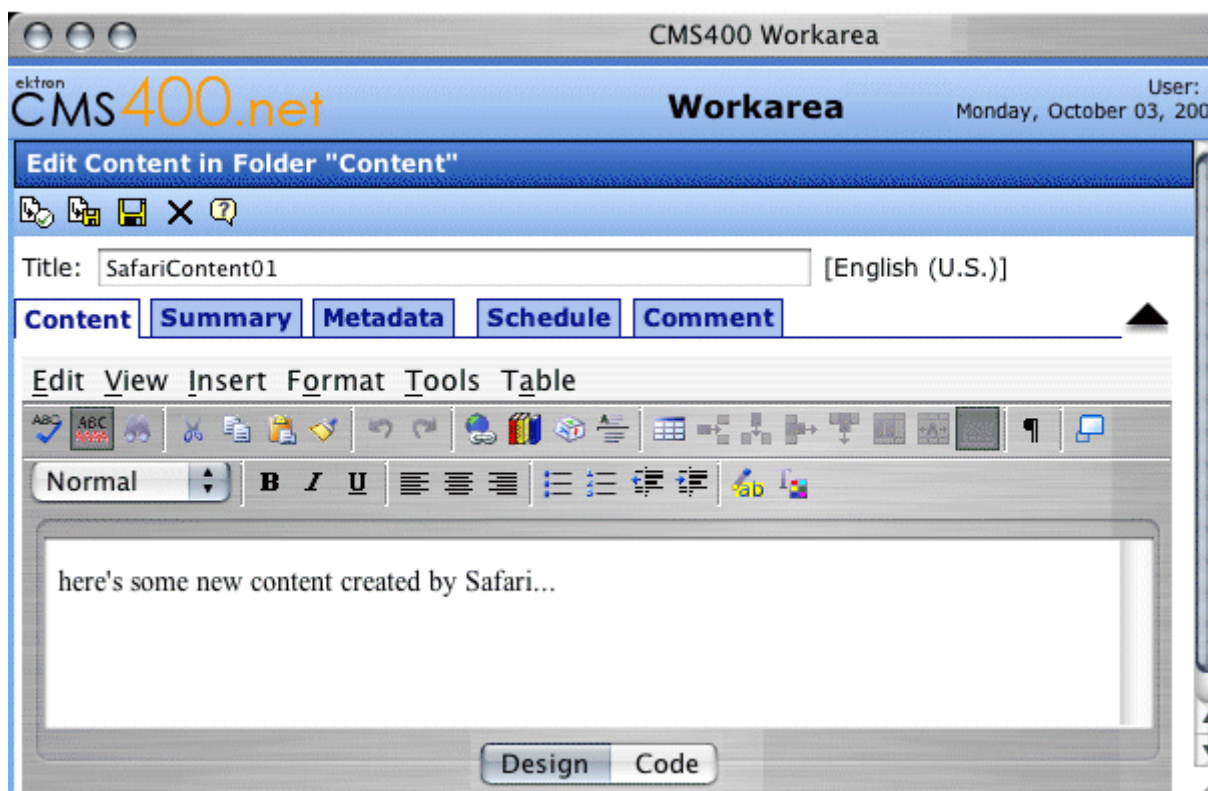 CMS400 Workarea
ektron
CMS400.net
Workarea
User:
Monday, October 03, 200
Edit Content in Folder "Content"
Title: SafariContent01 [English (U.S.)]
Content Summary Metadata Schedule Comment
Edit View Insert Format Tools Table
Normal B I U
here's some new content created by Safari...
Design Code